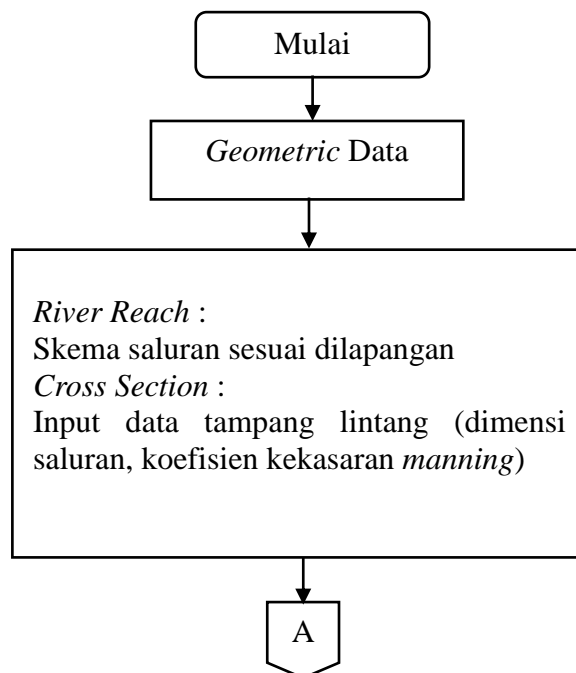 Mulai
Geometric Data
River Reach :
Skema saluran sesuai dilapangan
Cross Section :
Input data tampang lintang (dimensi
saluran, koefisien kekasaran manning)
A